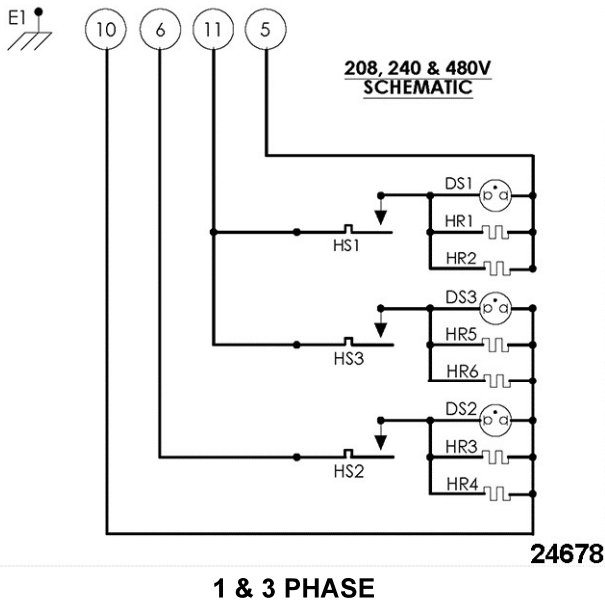 E1
10 6 11 5
208, 240 & 480V
SCHEMATIC
DS1
HR1
HS1
HR2
DS3
HR5
HS3
HR6
DS2
HR3
HS2
HR4
24678
1 & 3 PHASE